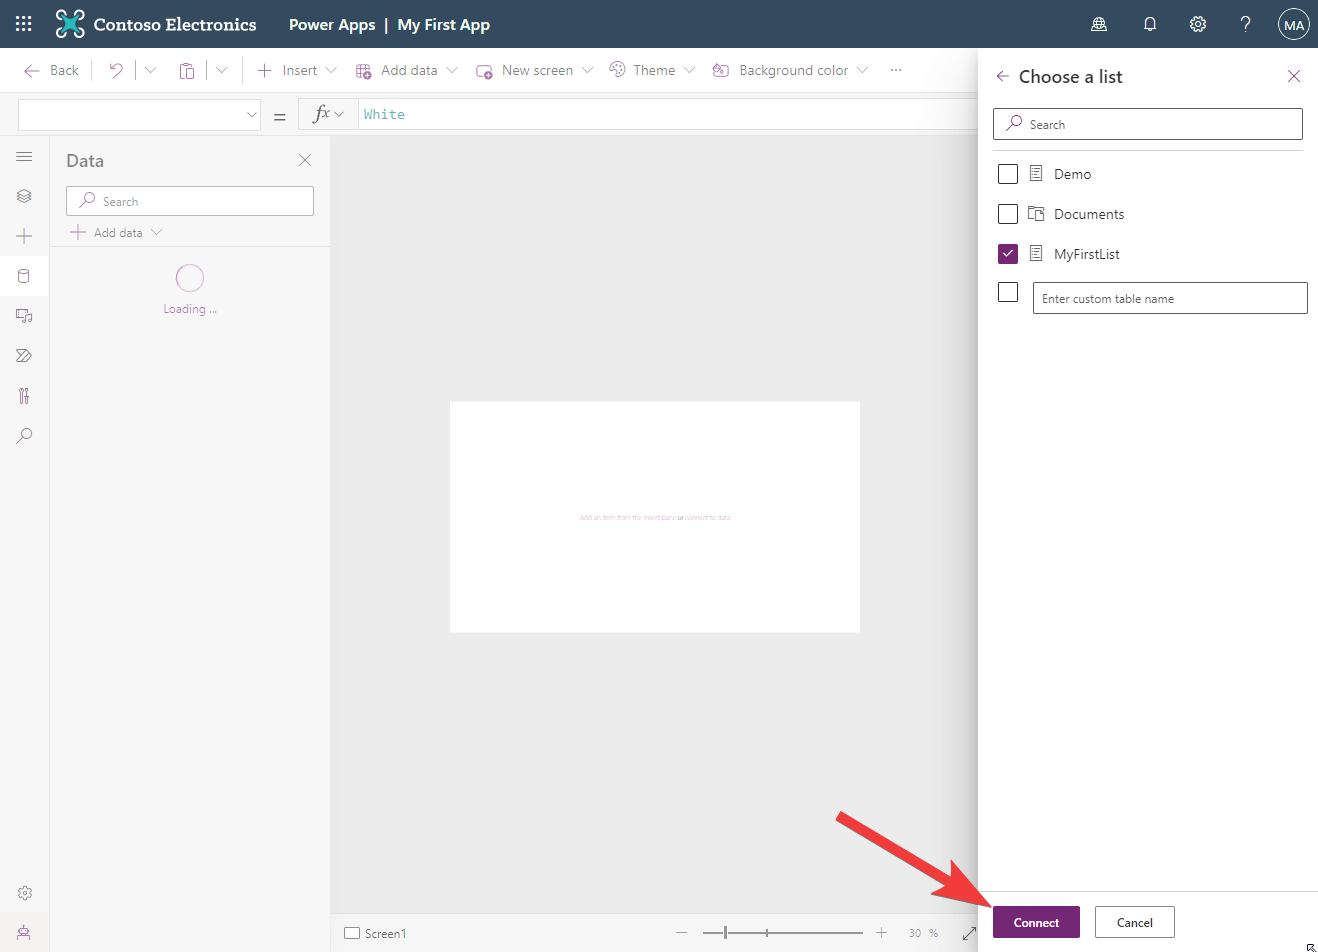 Contoso Electronics Power Apps | My First App MA
Back Insert Add data New screen Theme Background color ...
= fx White
Data
Search
Add data
Loading ...
Add an item from the Insert pane or connect to data
Screen1 30 %
Choose a list
Search
Demo
Documents
MyFirstList
Enter custom table name
Connect Cancel